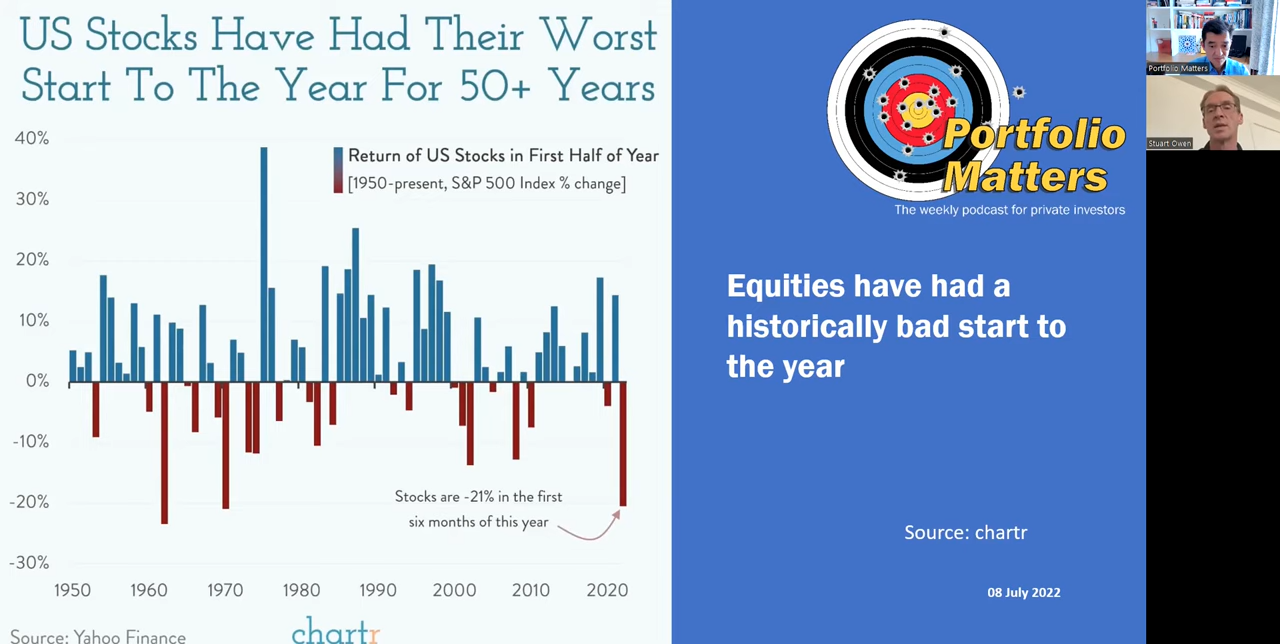 US Stocks Have Had Their Worst
Start To The Year For 50+ Years
40%
30%
20%
10%
0%
-10%
-20%
-30%
Return of US Stocks in First Half of Year
[1950-present, S&P 500 Index % change]
Stocks are -21% in the first
six months of this year
1950 1960 1970 1980 1990 2000 2010 2020
Source: Yahoo Finance
chartr
Portfolio
Matters
The weekly podcast for private investors
Equities have had a
historically bad start to
the year
Source: chartr
08 July 2022
Portfolio Matters
Stuart Owen